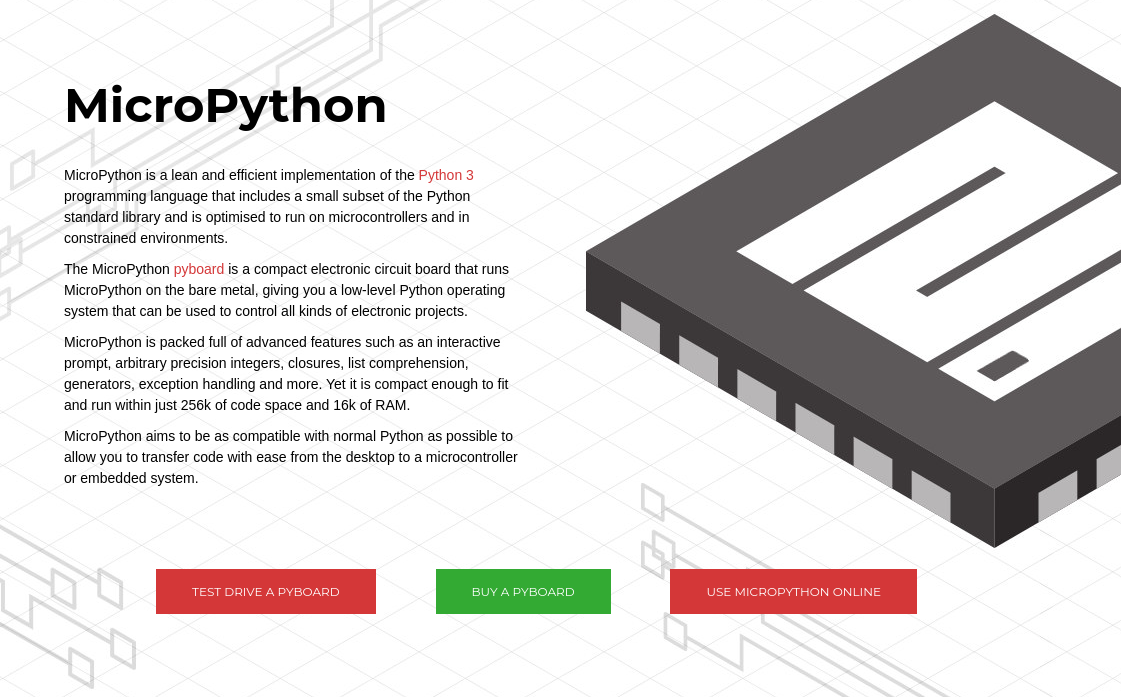 MicroPython
MicroPython is a lean and efficient implementation of the Python 3
programming language that includes a small subset of the Python
standard library and is optimised to run on microcontrollers and in
constrained environments.
The MicroPython pyboard is a compact electronic circuit board that runs
MicroPython on the bare metal, giving you a low-level Python operating
system that can be used to control all kinds of electronic projects.
MicroPython is packed full of advanced features such as an interactive
prompt, arbitrary precision integers, closures, list comprehension,
generators, exception handling and more. Yet it is compact enough to fit
and run within just 256k of code space and 16k of RAM.
MicroPython aims to be as compatible with normal Python as possible to
allow you to transfer code with ease from the desktop to a microcontroller
or embedded system.
TEST DRIVE A PYBOARD
BUY A PYBOARD
USE MICROPYTHON ONLINE